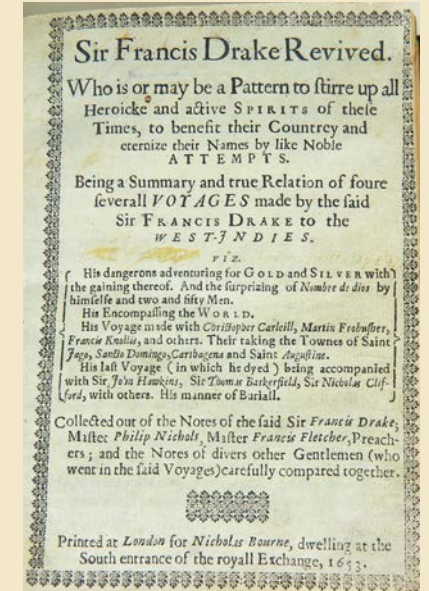 Sir Francis Drake Revived.
Who is or may be a Pattern to ſtirre up all
Heroicke and active SPIRITS of theſe
Times, to benefit their Countrey and
eternize their Names by like Noble
ATTEMPTS.
Being a Summary and true Relation of foure
ſeverall VOYAGES made by the ſaid
Sir FRANCIS DRAKE to the
WEST-INDIES.
VIZ.
His dangerons adventuring for GOLD and SILVER with
the gaining thereof. And the ſurprizing of Nombre de dios by
himſelfe and two and fifty Men.
His Encompaſſing the WORLD.
His Voyage made with Chriſtopher Carleill, Martin Frobuſher,
Francis Knollis, and others. Their taking the Townes of Saint
Jago, Sancto Domingo, Carthagena and Saint Auguſtine.
His laſt Voyage (in which he dyed) being accompanied
with Sir John Hawkins, Sir Thomas Baskerfield, Sir Nicholas Clif-
ford, with others. His manner of Buriall.
Collected out of the Notes of the ſaid Sir Francis Drake;
Maſter Philip Nichols, Maſter Francis Fletcher, Preach-
ers; and the Notes of divers other Gentlemen (who
went in the ſaid Voyages) carefully compared together.
Printed at London for Nicholas Bourne, dwelling at the
South entrance of the royall Exchange, 1653.